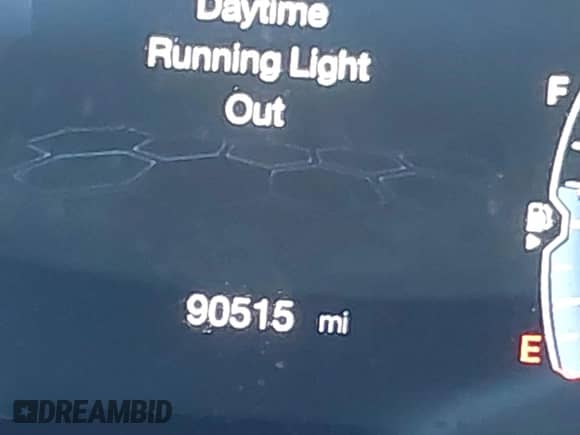 Daytime
Running Light
Out
F
90515 mi
E
DREAMBID